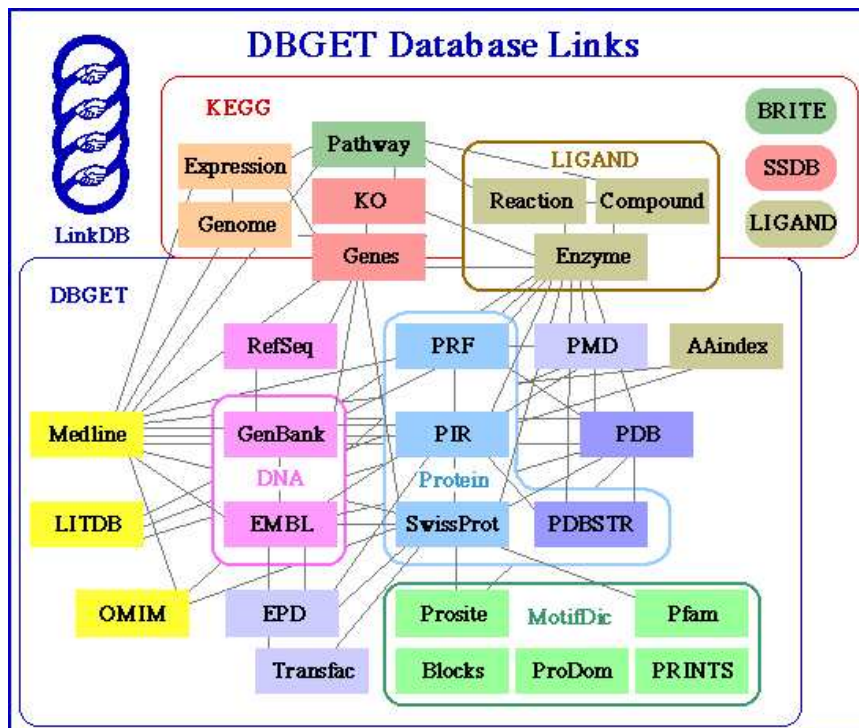 DBGET Database Links
KEGG
BRITE
Pathway
LIGAND
Expression
SSDB
KO
Reaction
Compound
Genome
LIGAND
LinkDB
Genes
Enzyme
DBGET
RefSeq
PRF
PMD
AAindex
Medline
GenBank
PIR
PDB
DNA
Protein
LITDB
EMBL
SwissProt
PDBSTR
OMIM
EPD
Prosite
MotifDic
Pfam
Transfac
Blocks
ProDom
PRINTS